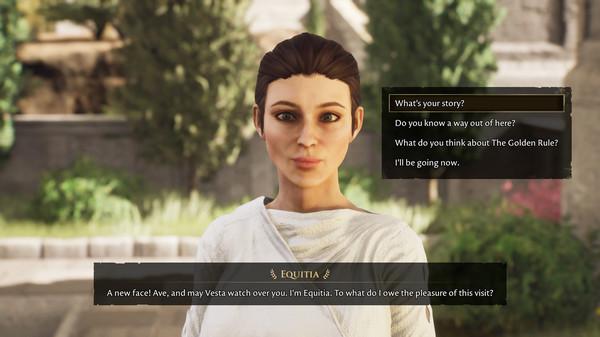 What's your story?
Do you know a way out of here?
What do you think about The Golden Rule?
I'll be going now.
EQUITIA
A new face! Ave, and may Vesta watch over you. I'm Equitia. To what do I owe the pleasure of this visit?